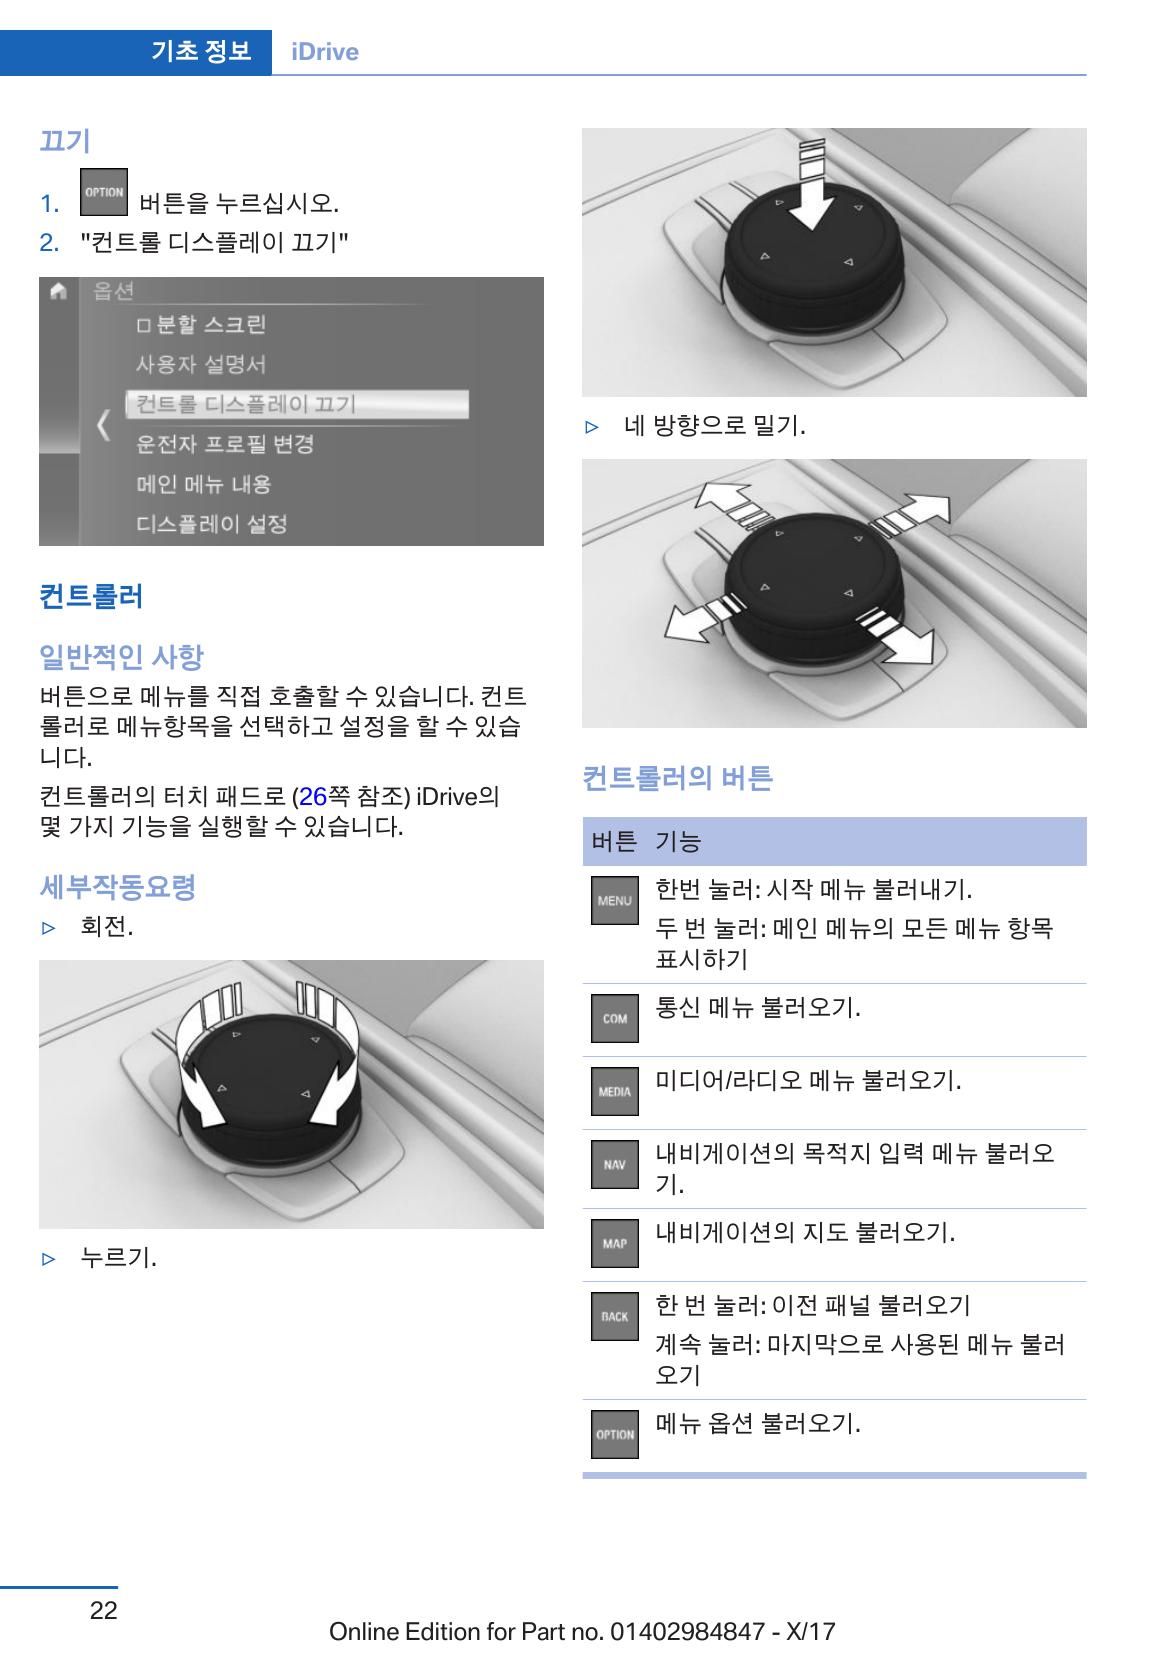 기초 정보 iDrive
끄기
1. OPTION 버튼을 누르십시오.
2. "컨트롤 디스플레이 끄기"
옵션
분할 스크린
사용자 설명서
컨트롤 디스플레이 끄기
운전자 프로필 변경
메인 메뉴 내용
디스플레이 설정
컨트롤러
일반적인 사항
버튼으로 메뉴를 직접 호출할 수 있습니다. 컨트
롤러로 메뉴항목을 선택하고 설정을 할 수 있습
니다.
컨트롤러의 터치 패드로 (26쪽 참조) iDrive의
몇 가지 기능을 실행할 수 있습니다.
세부작동요령
▷ 회전.
▷ 누르기.
▷ 네 방향으로 밀기.
컨트롤러의 버튼
버튼 기능
MENU 한번 눌러: 시작 메뉴 불러내기.
두 번 눌러: 메인 메뉴의 모든 메뉴 항목
표시하기
COM 통신 메뉴 불러오기.
MEDIA 미디어/라디오 메뉴 불러오기.
NAV 내비게이션의 목적지 입력 메뉴 불러오
기.
MAP 내비게이션의 지도 불러오기.
BACK 한 번 눌러: 이전 패널 불러오기
계속 눌러: 마지막으로 사용된 메뉴 불러
오기
OPTION 메뉴 옵션 불러오기.
22
Online Edition for Part no. 01402984847 - X/17